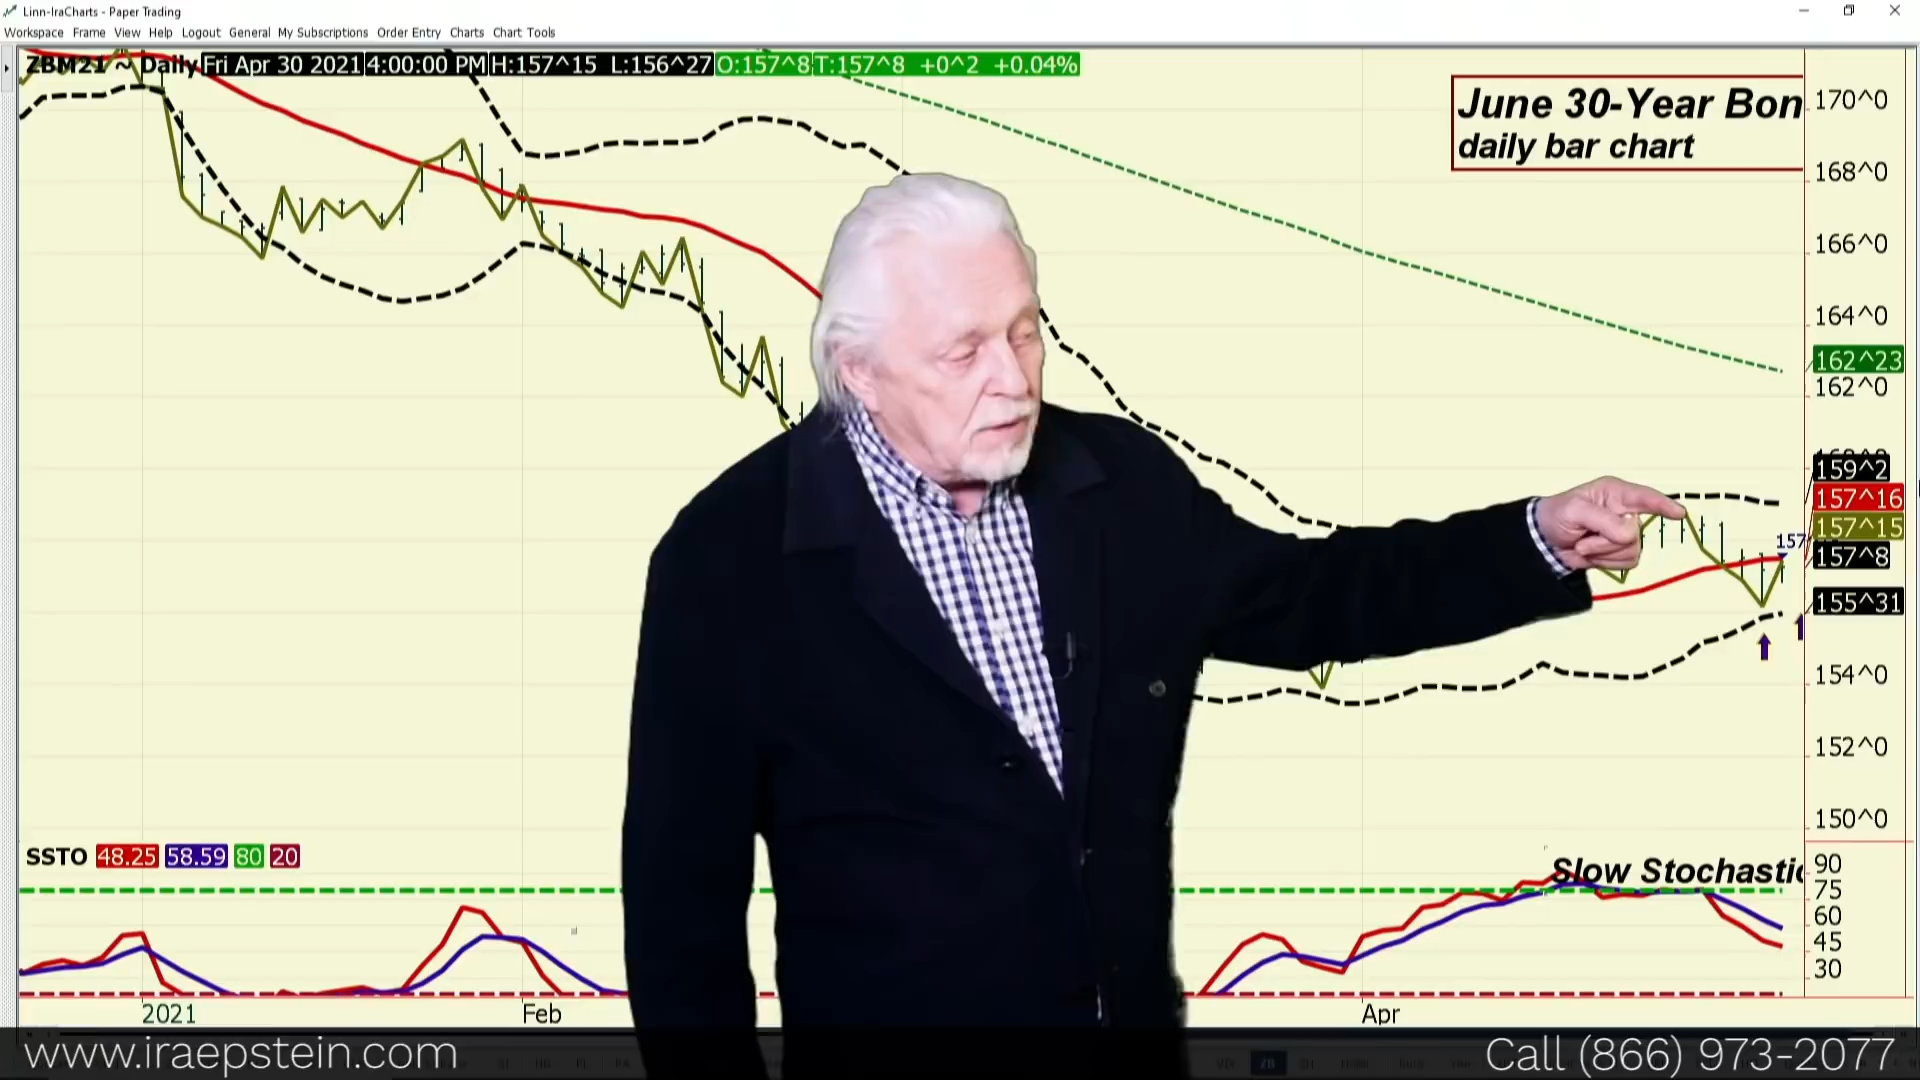 Linn-IraCharts - Paper Trading
Workspace Frame View Help Logout General My Subscriptions Order Entry Charts Chart Tools
ZBM21 ~ Daily Fri Apr 30 2021 4:00:00 PM H:157^15 L:156^27 O:157^8 T:157^8 +0^2 +0.04%
June 30-Year Bon
daily bar chart
170^0
168^0
166^0
164^0
162^23
162^0
159^2
157^16
157^15
157
157^8
155^31
154^0
152^0
150^0
SSTO 48.25 58.59 80 20
Slow Stochastic
90
75
60
45
30
2021 Feb Apr
www.iraepstein.com
Call (866) 973-2077